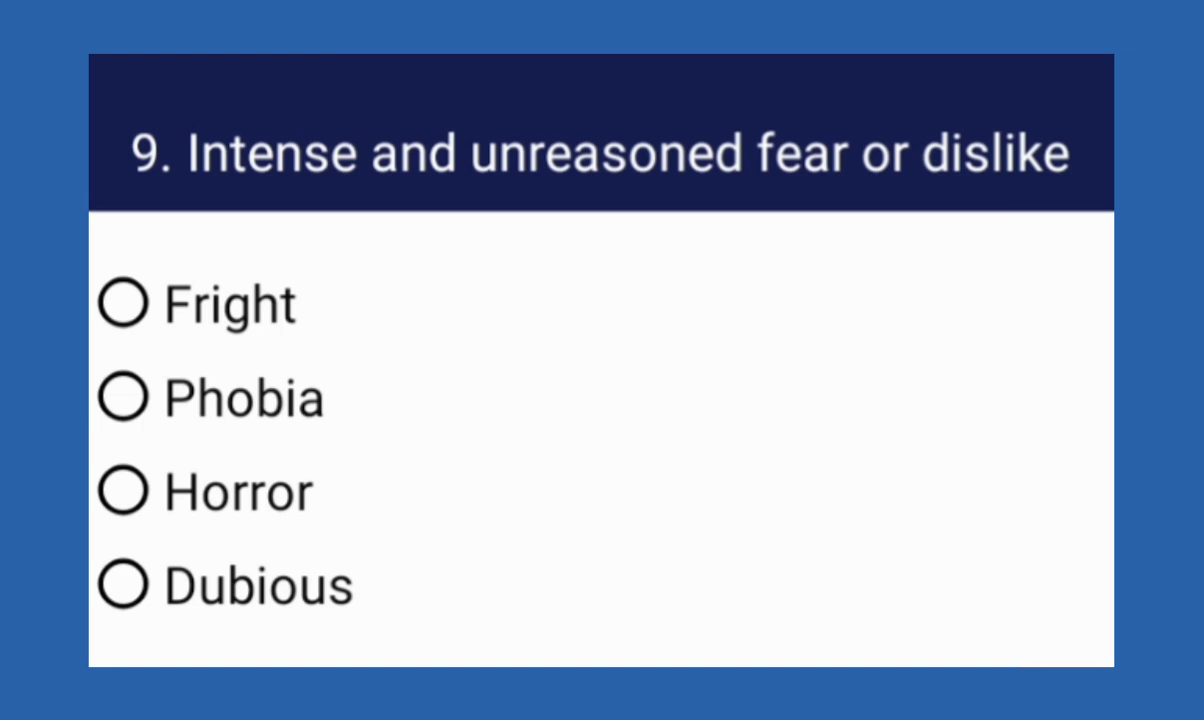 9. Intense and unreasoned fear or dislike
Fright
Phobia
Horror
Dubious